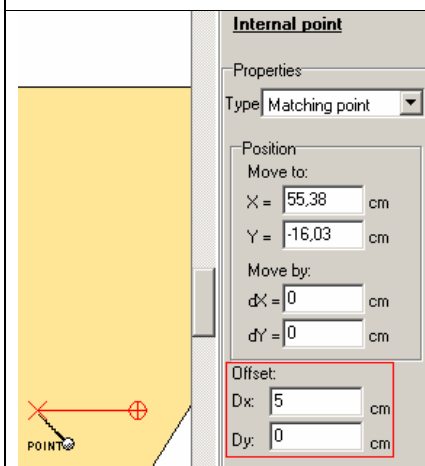 Internal point
Properties
Type Matching point
Position
Move to:
X = 55,38 cm
Y = -16,03 cm
Move by:
dX = 0 cm
dY = 0 cm
Offset:
Dx: 5 cm
Dy: 0 cm
POINT